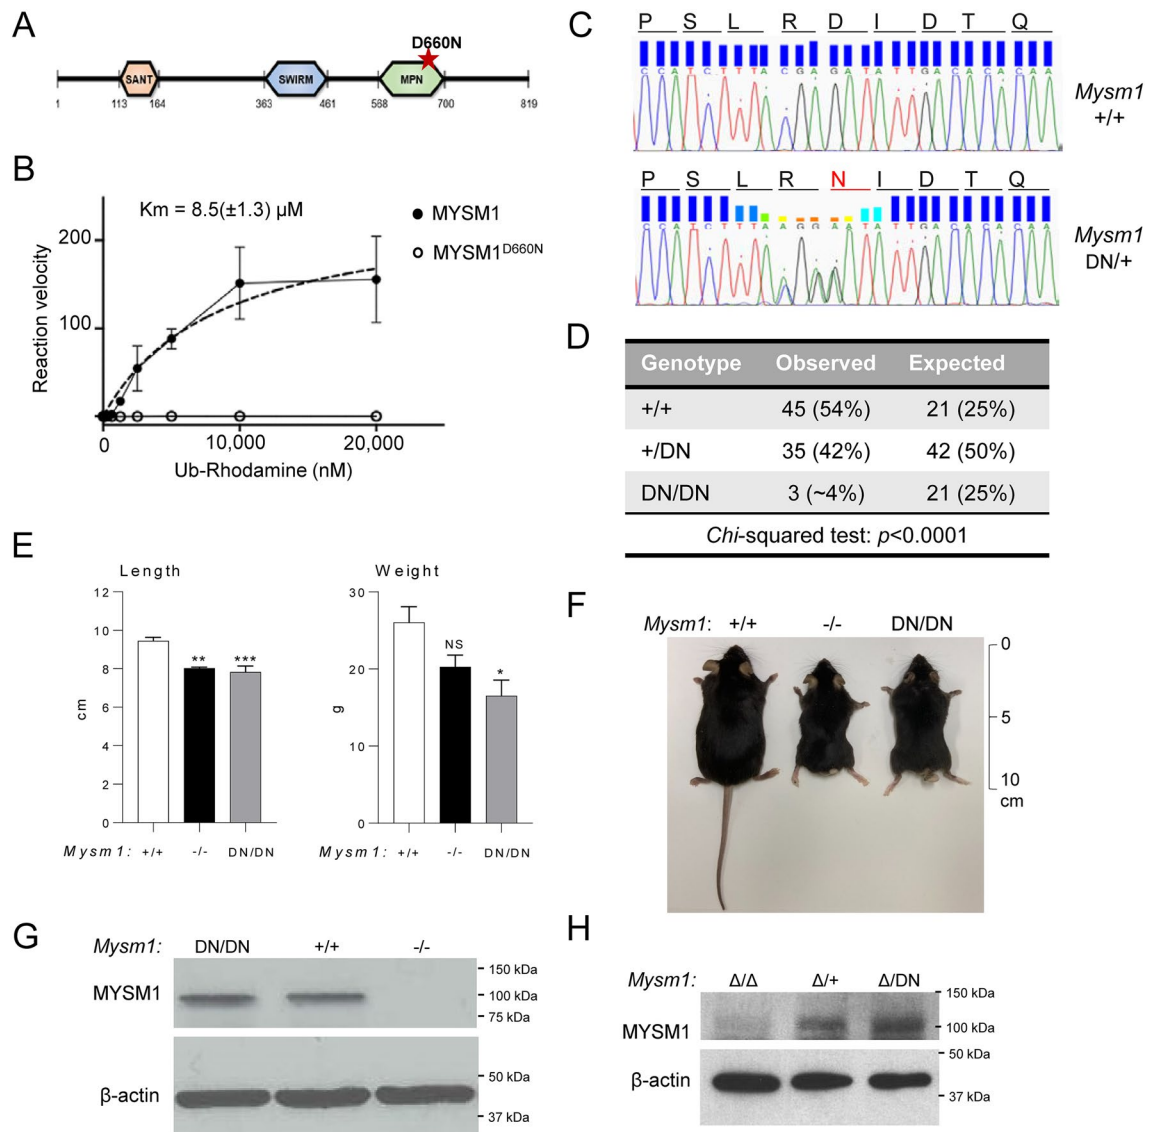 A
D660N
SANT
SWIRM
MPN
1
113
164
363
461
568
700
819
B
Km = 8.5(±1.3) µM
MYSM1
MYSM1D660N
Reaction velocity
200
100
0
10,000
20,000
Ub-Rhodamine (nM)
C
P S L R D I D T Q
C C A T C T T T A C G A G A T A T T G A C A C A C A A
Mysm1
+/+
P S L R N I D T Q
C C A T C T T T A A G G A A T A T T G A C A C A C A A
Mysm1
DN/+
D
Genotype Observed Expected
+/+ 45 (54%) 21 (25%)
+/DN 35 (42%) 42 (50%)
DN/DN 3 (~4%) 21 (25%)
Chi-squared test: p<0.0001
E
Length
12
10
8
6
4
2
0
cm
**
***
Mysm1: +/+ -/- DN/DN
Weight
30
20
10
0
g
NS
*
Mysm1: +/+ -/- DN/DN
F
Mysm1: +/+ -/- DN/DN
0
5
10
cm
G
Mysm1: DN/DN +/+ -/-
MYSM1
150 kDa
100 kDa
75 kDa
β-actin
50 kDa
37 kDa
H
Mysm1: Δ/Δ Δ/+ Δ/DN
MYSM1
150 kDa
100 kDa
β-actin
50 kDa
37 kDa